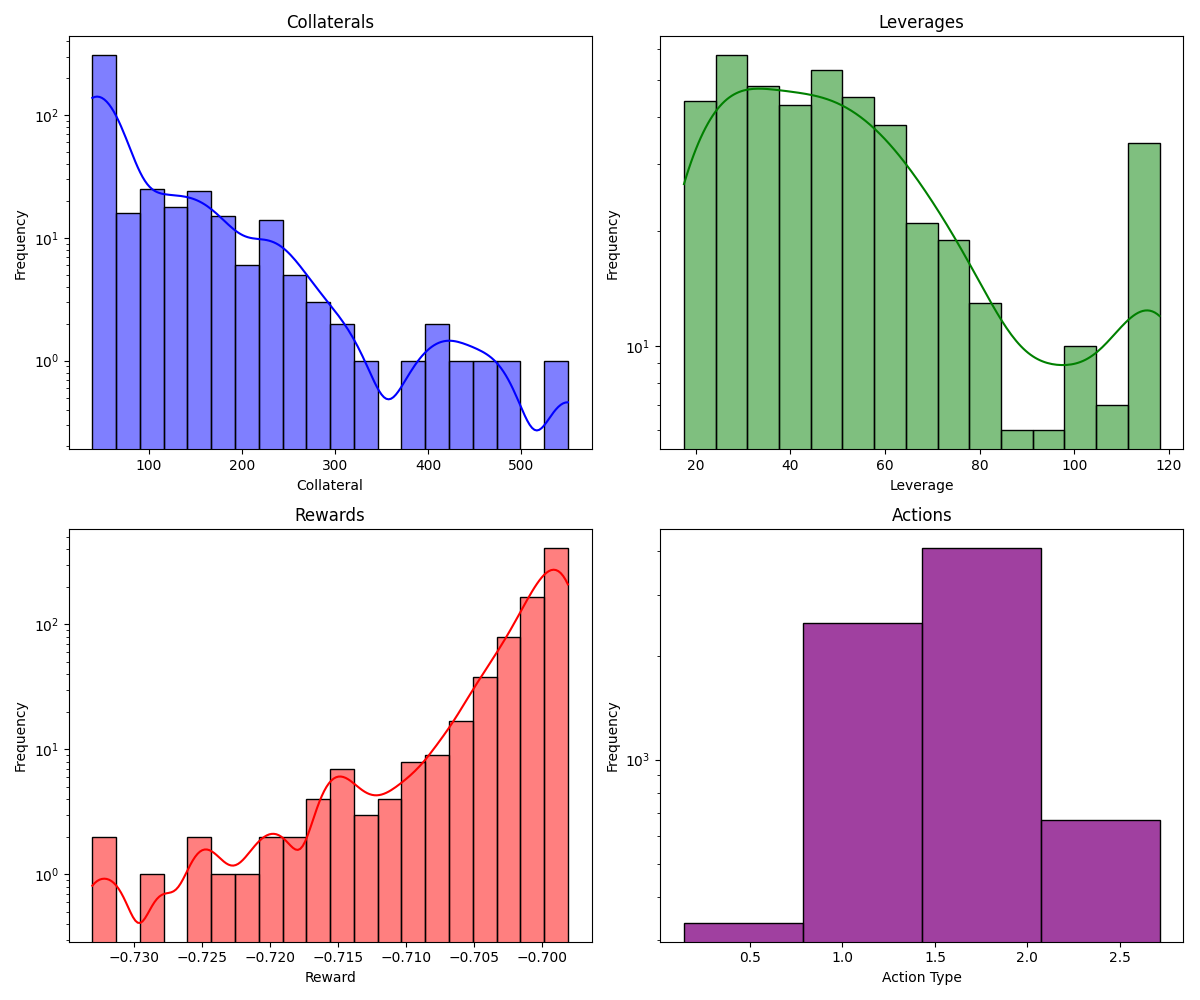 Collaterals
Frequency
10²
10¹
10⁰
100 200 300 400 500
Collateral
Leverages
Frequency
10¹
20 40 60 80 100 120
Leverage
Rewards
Frequency
10²
10¹
10⁰
−0.730 −0.725 −0.720 −0.715 −0.710 −0.705 −0.700
Reward
Actions
Frequency
10³
0.5 1.0 1.5 2.0 2.5
Action Type